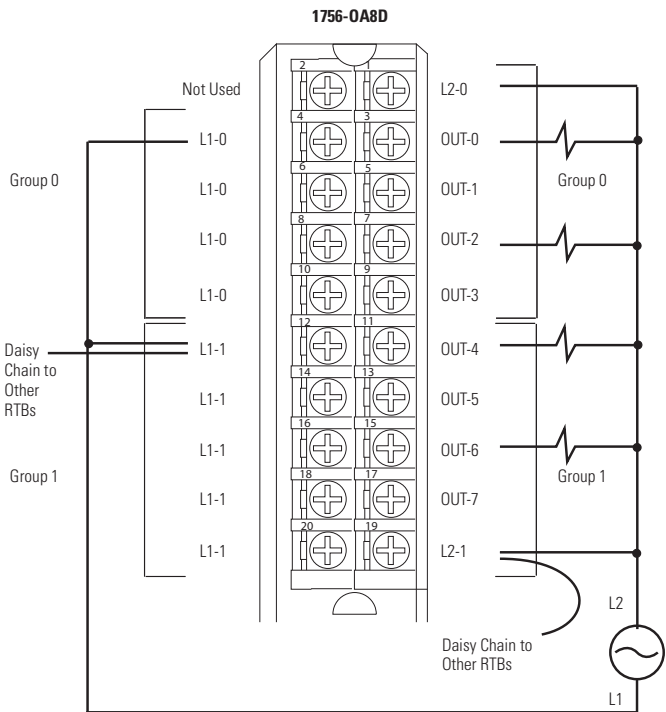 1756-OA8D
2 1
Not Used L2-0
4 3
L1-0 OUT-0
6 5
Group 0 Group 0
L1-0 OUT-1
8 7
L1-0 OUT-2
10 9
L1-0 OUT-3
12 11
Daisy
Chain to
Other
RTBs
L1-1 OUT-4
14 13
L1-1 OUT-5
16 15
L1-1 OUT-6
Group 1 Group 1
18 17
L1-1 OUT-7
20 19
L1-1 L2-1
L2
Daisy Chain to
Other RTBs
L1